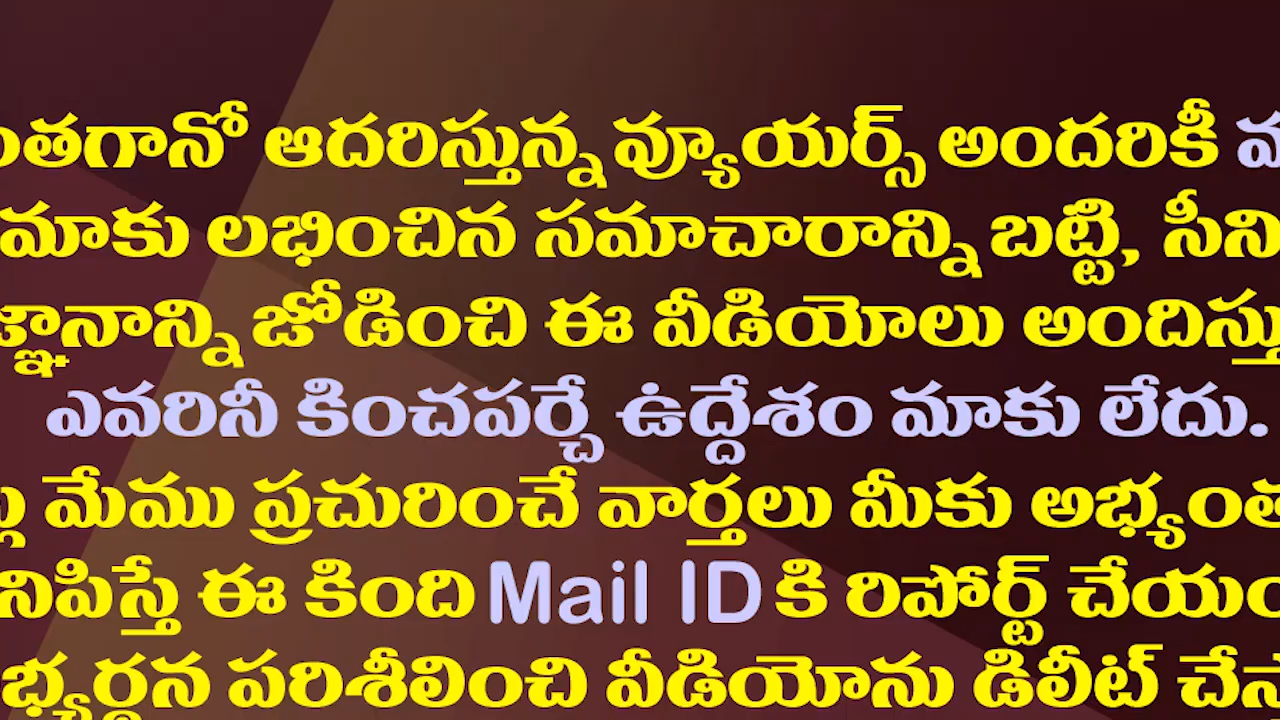 ంతగానో ఆదరిస్తున్న వ్యూయర్స్ అందరికీ మ
మాకు లభించిన సమాచారాన్ని బట్టి, సీని
జ్ఞానాన్ని జోడించి ఈ వీడియోలు అందిస్తు
ఎవరినీ కించపర్చే ఉద్దేశం మాకు లేదు.
మేము ప్రచురించే వార్తలు మీకు అభ్యంత
నిపిస్తే ఈ కింది Mail ID కి రిపోర్ట్ చేయం
భ్యర్థన పరిశీలించి వీడియోను డిలీట్ చేస